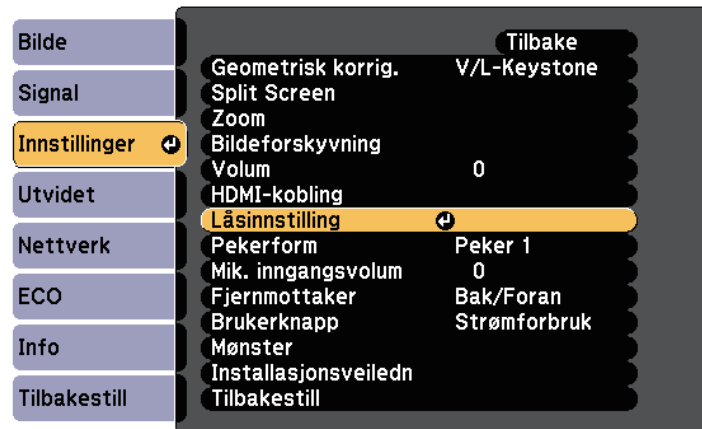 Bilde
Signal
Innstillinger
Utvidet
Nettverk
ECO
Info
Tilbakestill
Tilbake
Geometrisk korrig. V/L-Keystone
Split Screen
Zoom
Bildeforskyvning
Volum 0
HDMI-kobling
Låsinnstilling
Pekerform Peker 1
Mik. inngangsvolum 0
Fjernmottaker Bak/Foran
Brukerknapp Strømforbruk
Mønster
Installasjonsveiledn
Tilbakestill